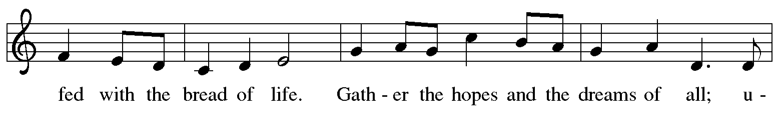 fed with the bread of life. Gath - er the hopes and the dreams of all; u -